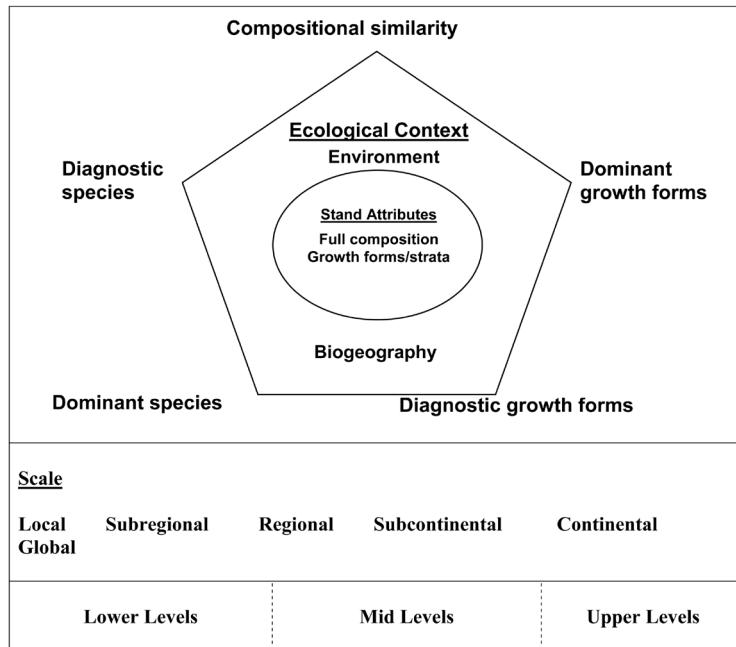 Compositional similarity
Ecological Context
Environment
Diagnostic
species
Dominant
growth forms
Stand Attributes
Full composition
Growth forms/strata
Biogeography
Dominant species
Diagnostic growth forms
Scale
Local Subregional Regional Subcontinental Continental
Global
Lower Levels Mid Levels Upper Levels